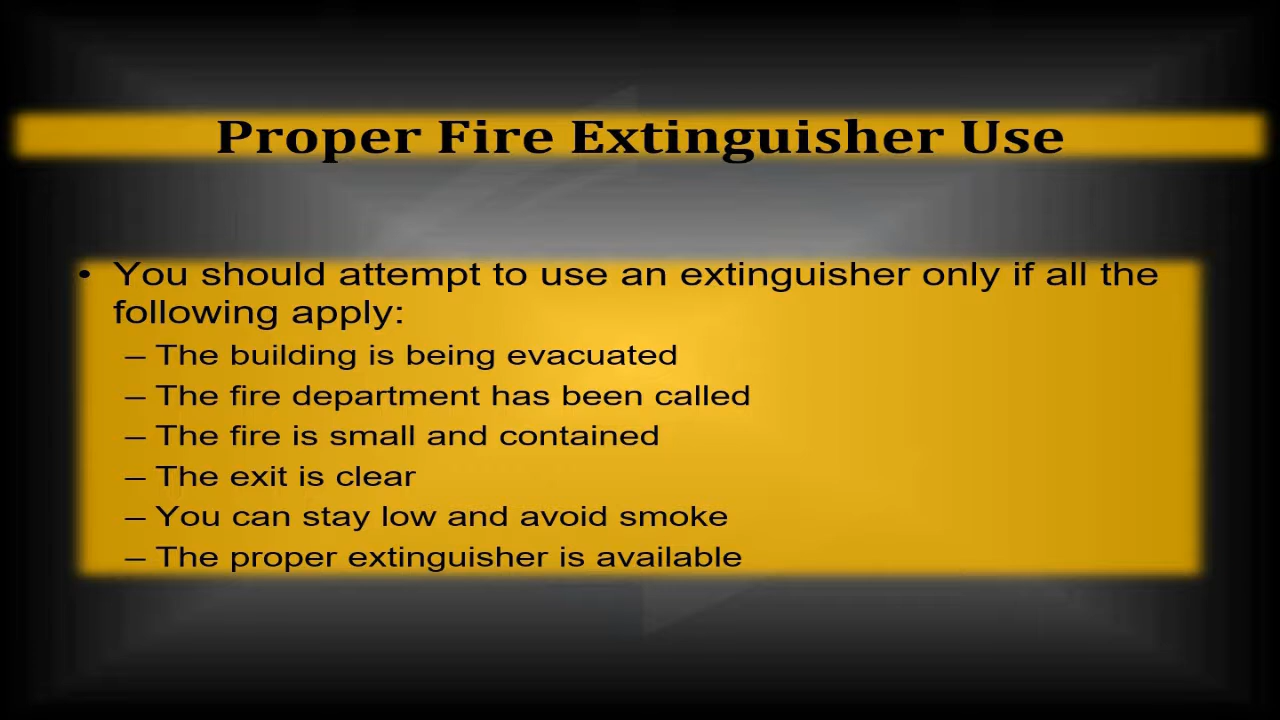 Proper Fire Extinguisher Use
• You should attempt to use an extinguisher only if all the
following apply:
– The building is being evacuated
– The fire department has been called
– The fire is small and contained
– The exit is clear
– You can stay low and avoid smoke
– The proper extinguisher is available